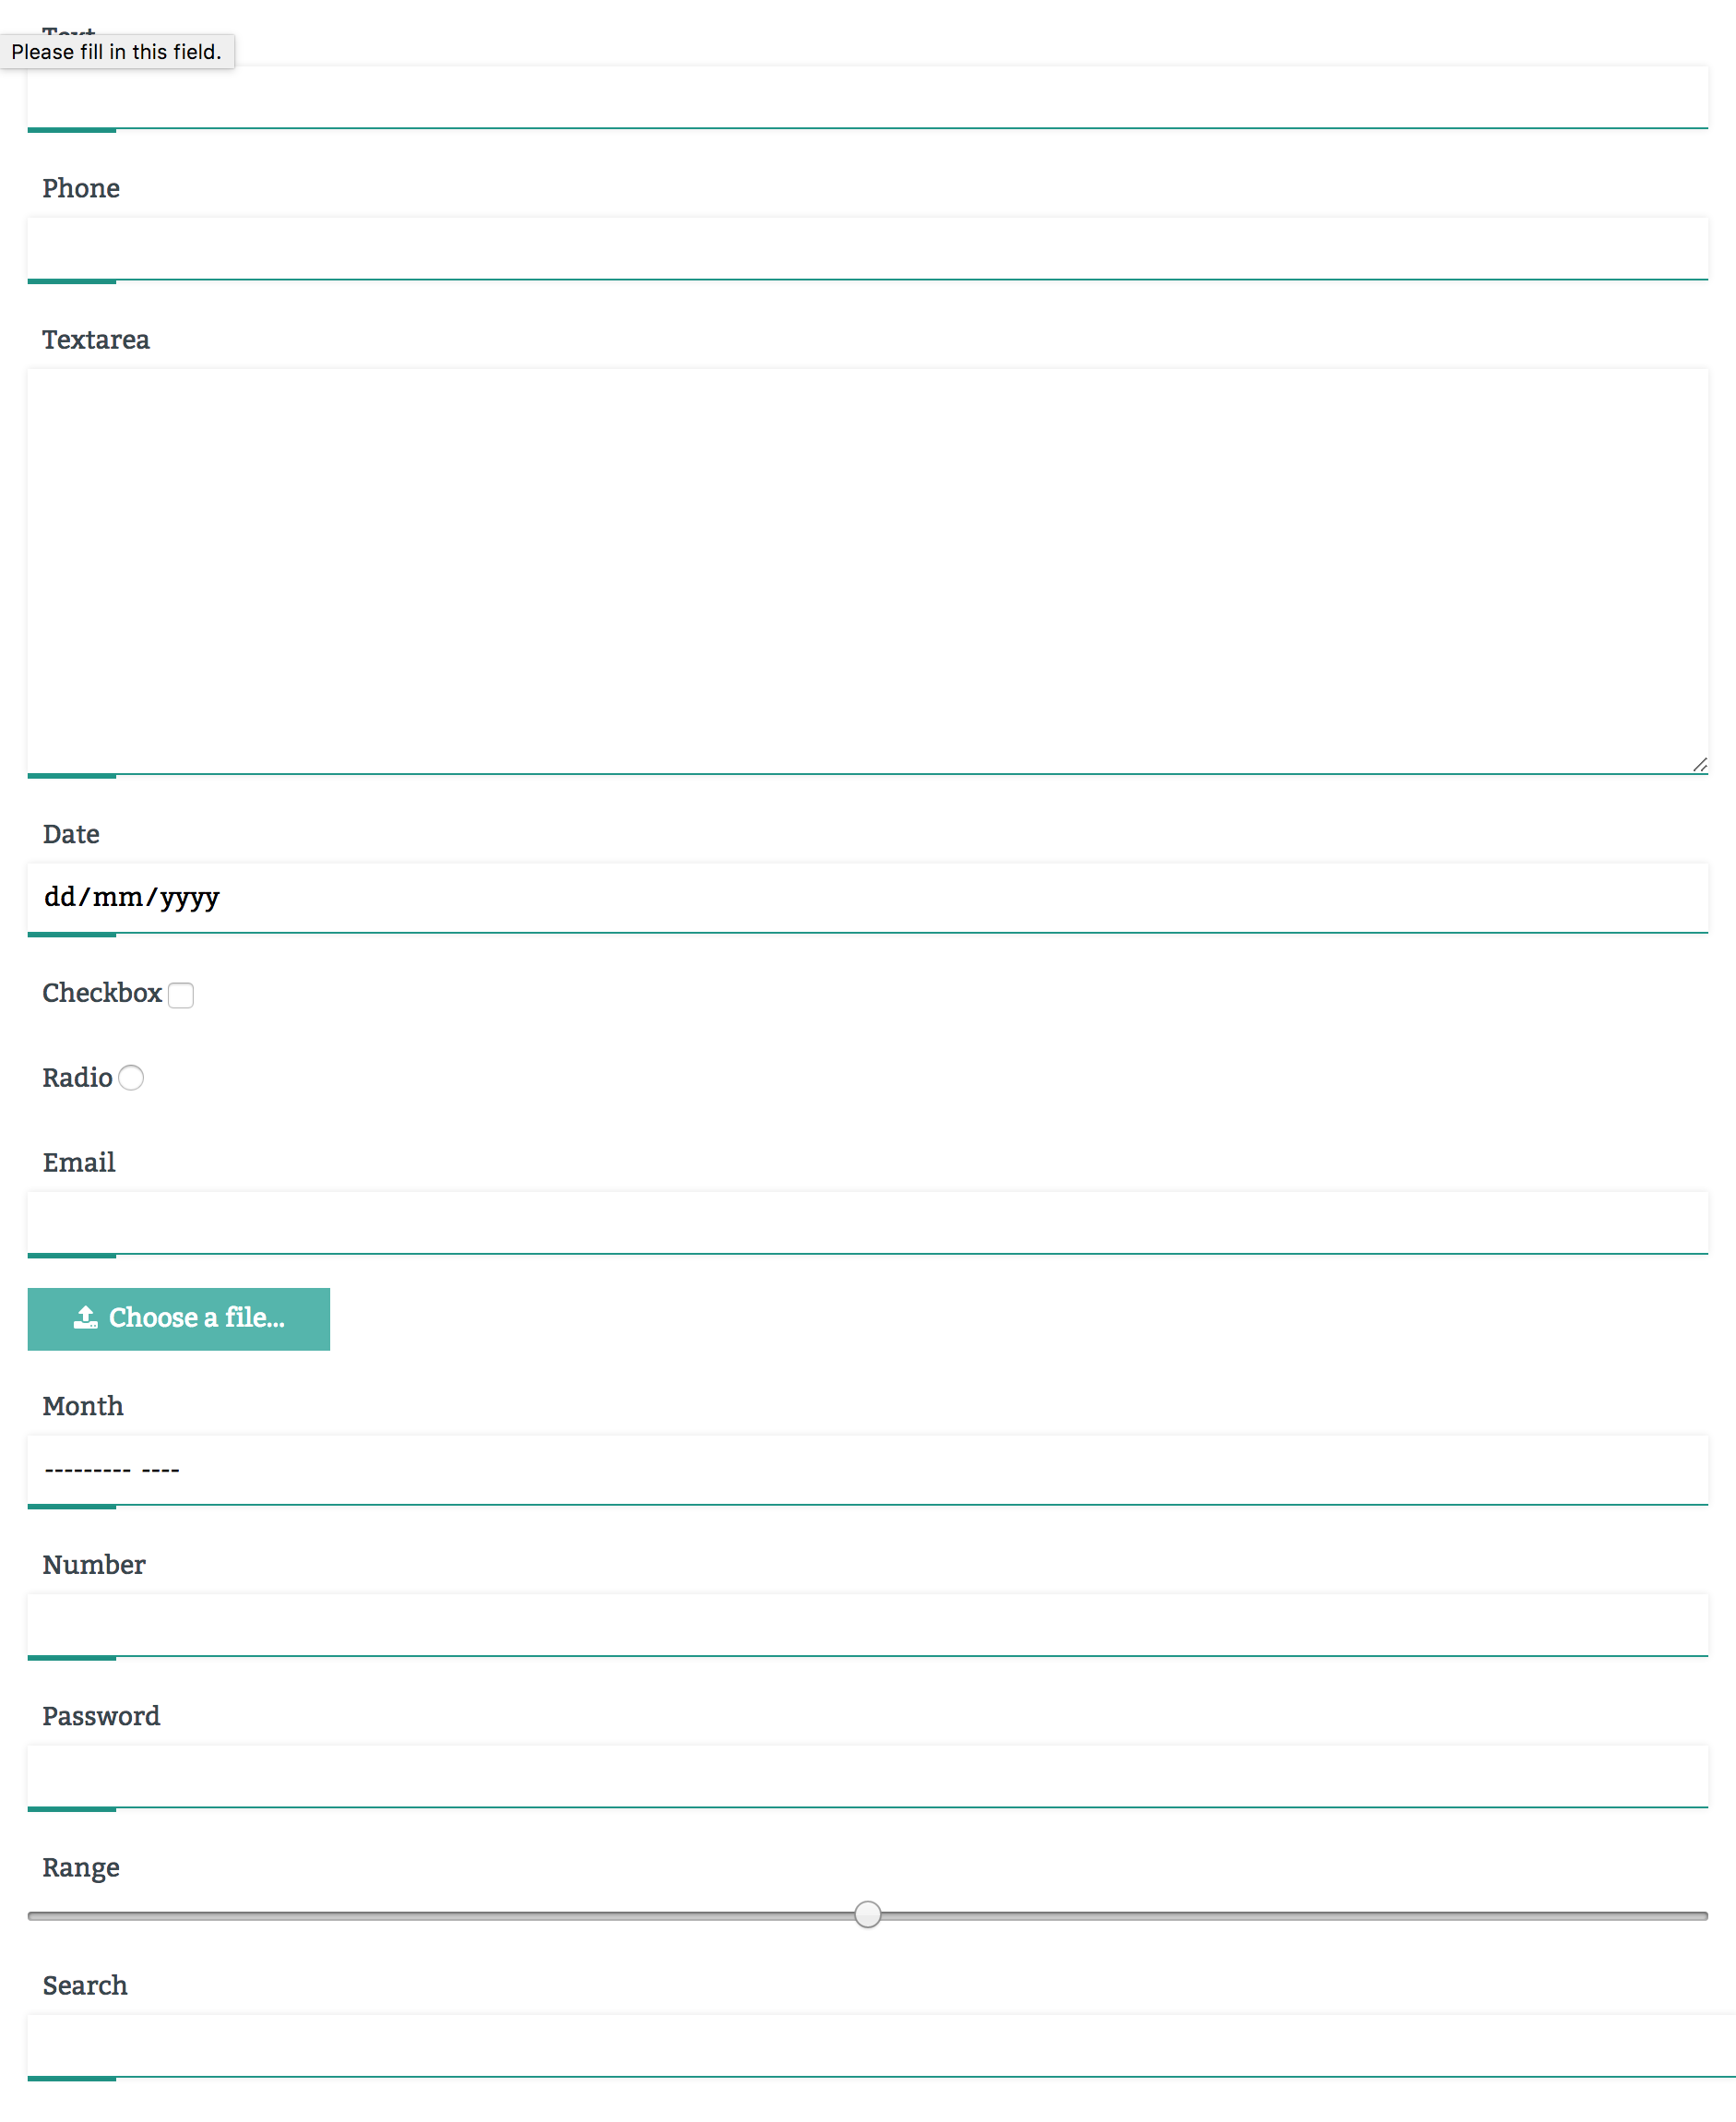 Please fill in this field.
Phone
Textarea
Date
dd/mm/yyyy
Checkbox
Radio
Email
Choose a file...
Month
--------- ----
Number
Password
Range
Search